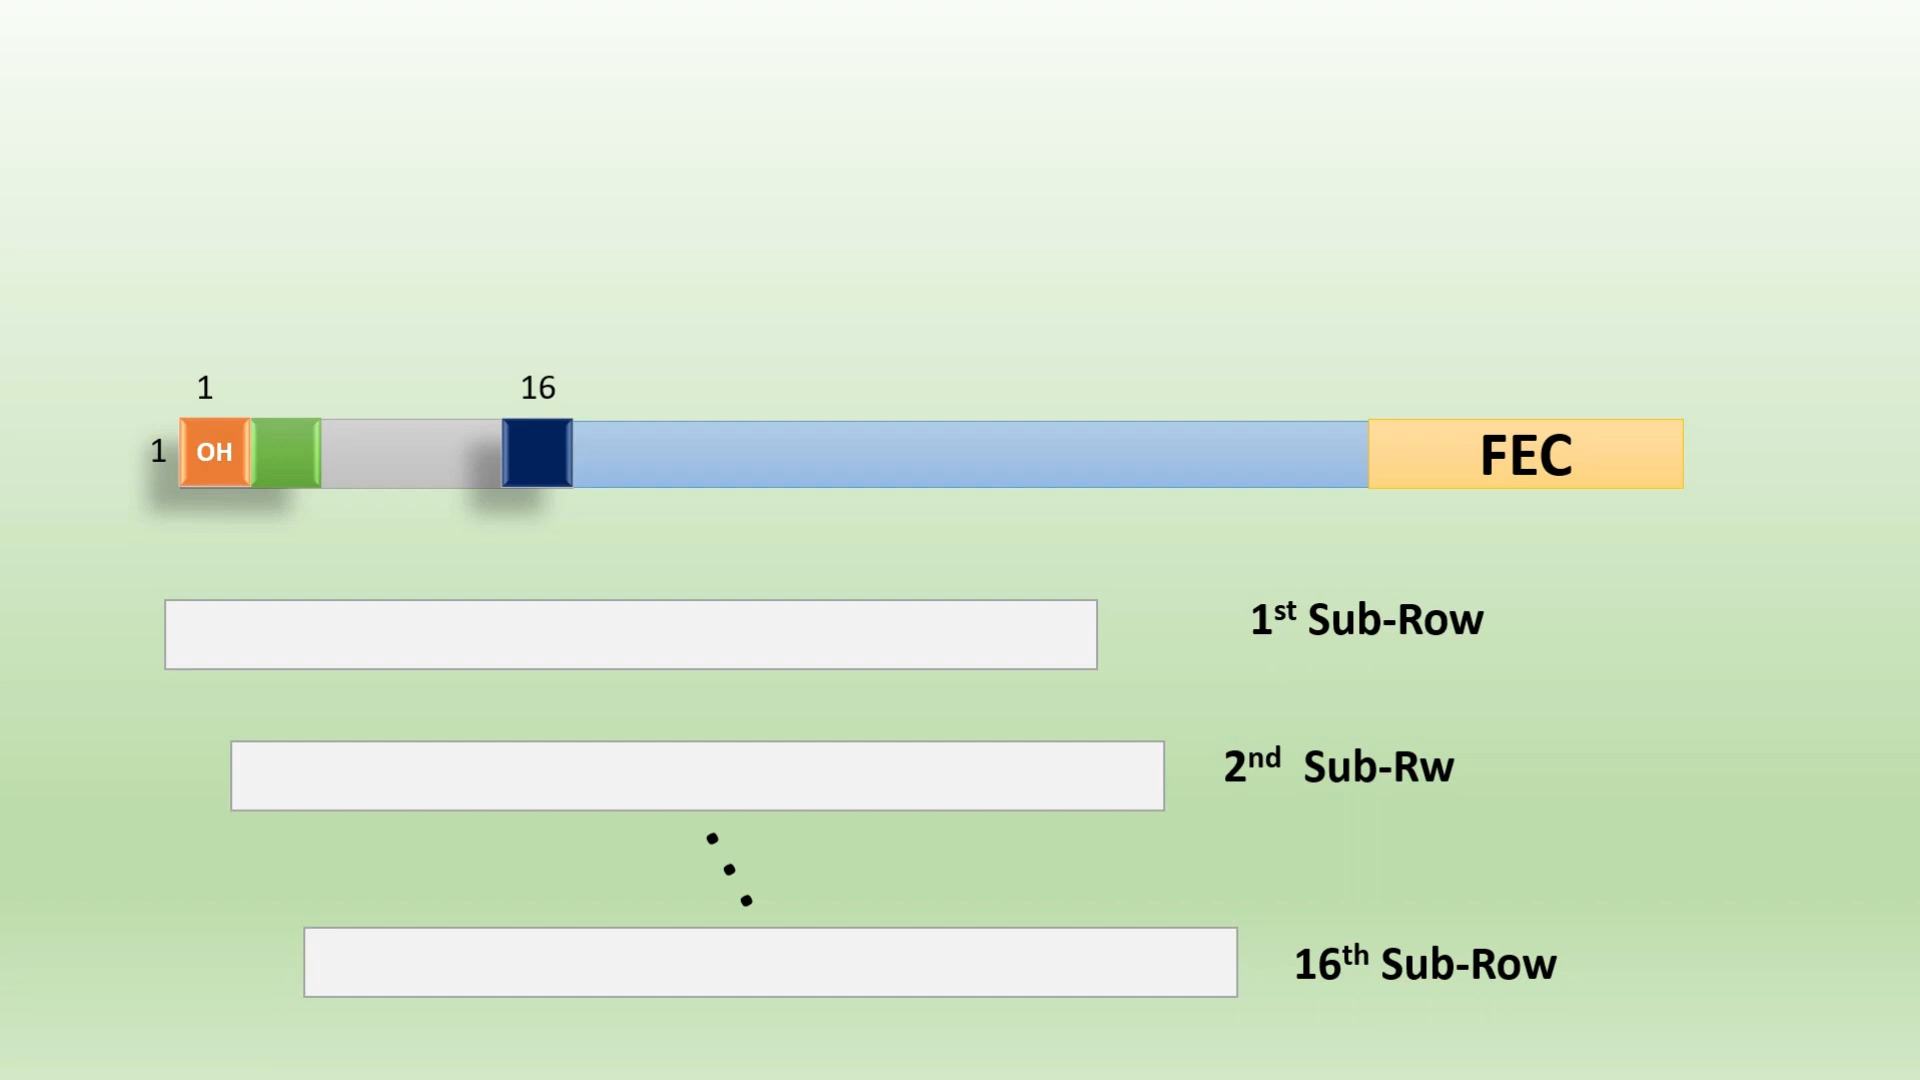 1 16
1 OH FEC
1st Sub-Row
2nd Sub-Rw
16th Sub-Row